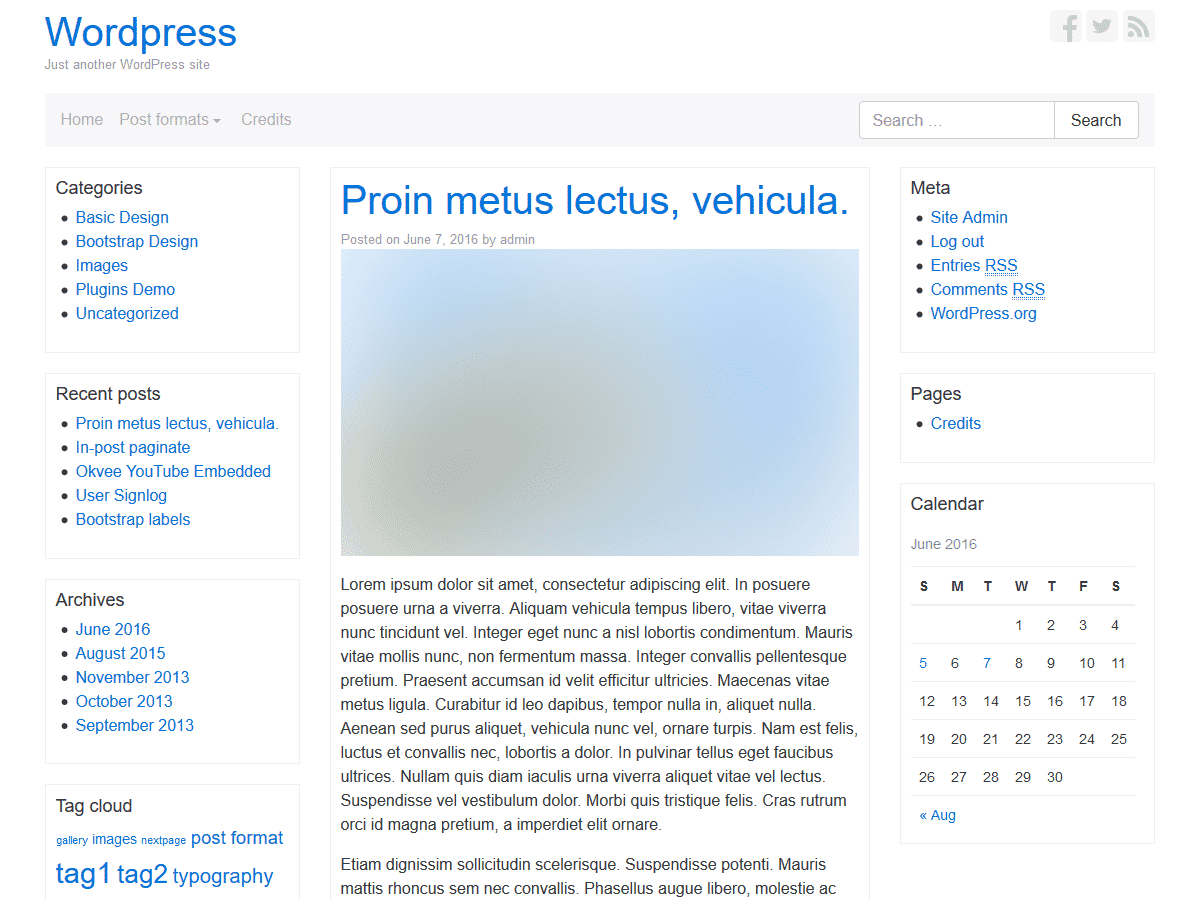 Wordpress
Just another WordPress site
Home Post formats Credits
Search …
Search
Categories
Basic Design
Bootstrap Design
Images
Plugins Demo
Uncategorized
Recent posts
Proin metus lectus, vehicula.
In-post paginate
Okvee YouTube Embedded
User Signlog
Bootstrap labels
Archives
June 2016
August 2015
November 2013
October 2013
September 2013
Tag cloud
gallery images nextpage post format
tag1 tag2 typography
Proin metus lectus, vehicula.
Posted on June 7, 2016 by admin
Lorem ipsum dolor sit amet, consectetur adipiscing elit. In posuere
posuere urna a viverra. Aliquam vehicula tempus libero, vitae viverra
nunc tincidunt vel. Integer eget nunc a nisl lobortis condimentum. Mauris
vitae mollis nunc, non fermentum massa. Integer convallis pellentesque
pretium. Praesent accumsan id velit efficitur ultricies. Maecenas vitae
metus ligula. Curabitur id leo dapibus, tempor nulla in, aliquet nulla.
Aenean sed purus aliquet, vehicula nunc vel, ornare turpis. Nam est felis,
luctus et convallis nec, lobortis a dolor. In pulvinar tellus eget faucibus
ultrices. Nullam quis diam iaculis urna viverra aliquet vitae vel lectus.
Suspendisse vel vestibulum dolor. Morbi quis tristique felis. Cras rutrum
orci id magna pretium, a imperdiet elit ornare.
Etiam dignissim sollicitudin scelerisque. Suspendisse potenti. Mauris
mattis rhoncus sem nec convallis. Phasellus augue libero, molestie ac
Meta
Site Admin
Log out
Entries RSS
Comments RSS
WordPress.org
Pages
Credits
Calendar
June 2016
S M T W T F S
1 2 3 4
5 6 7 8 9 10 11
12 13 14 15 16 17 18
19 20 21 22 23 24 25
26 27 28 29 30
« Aug